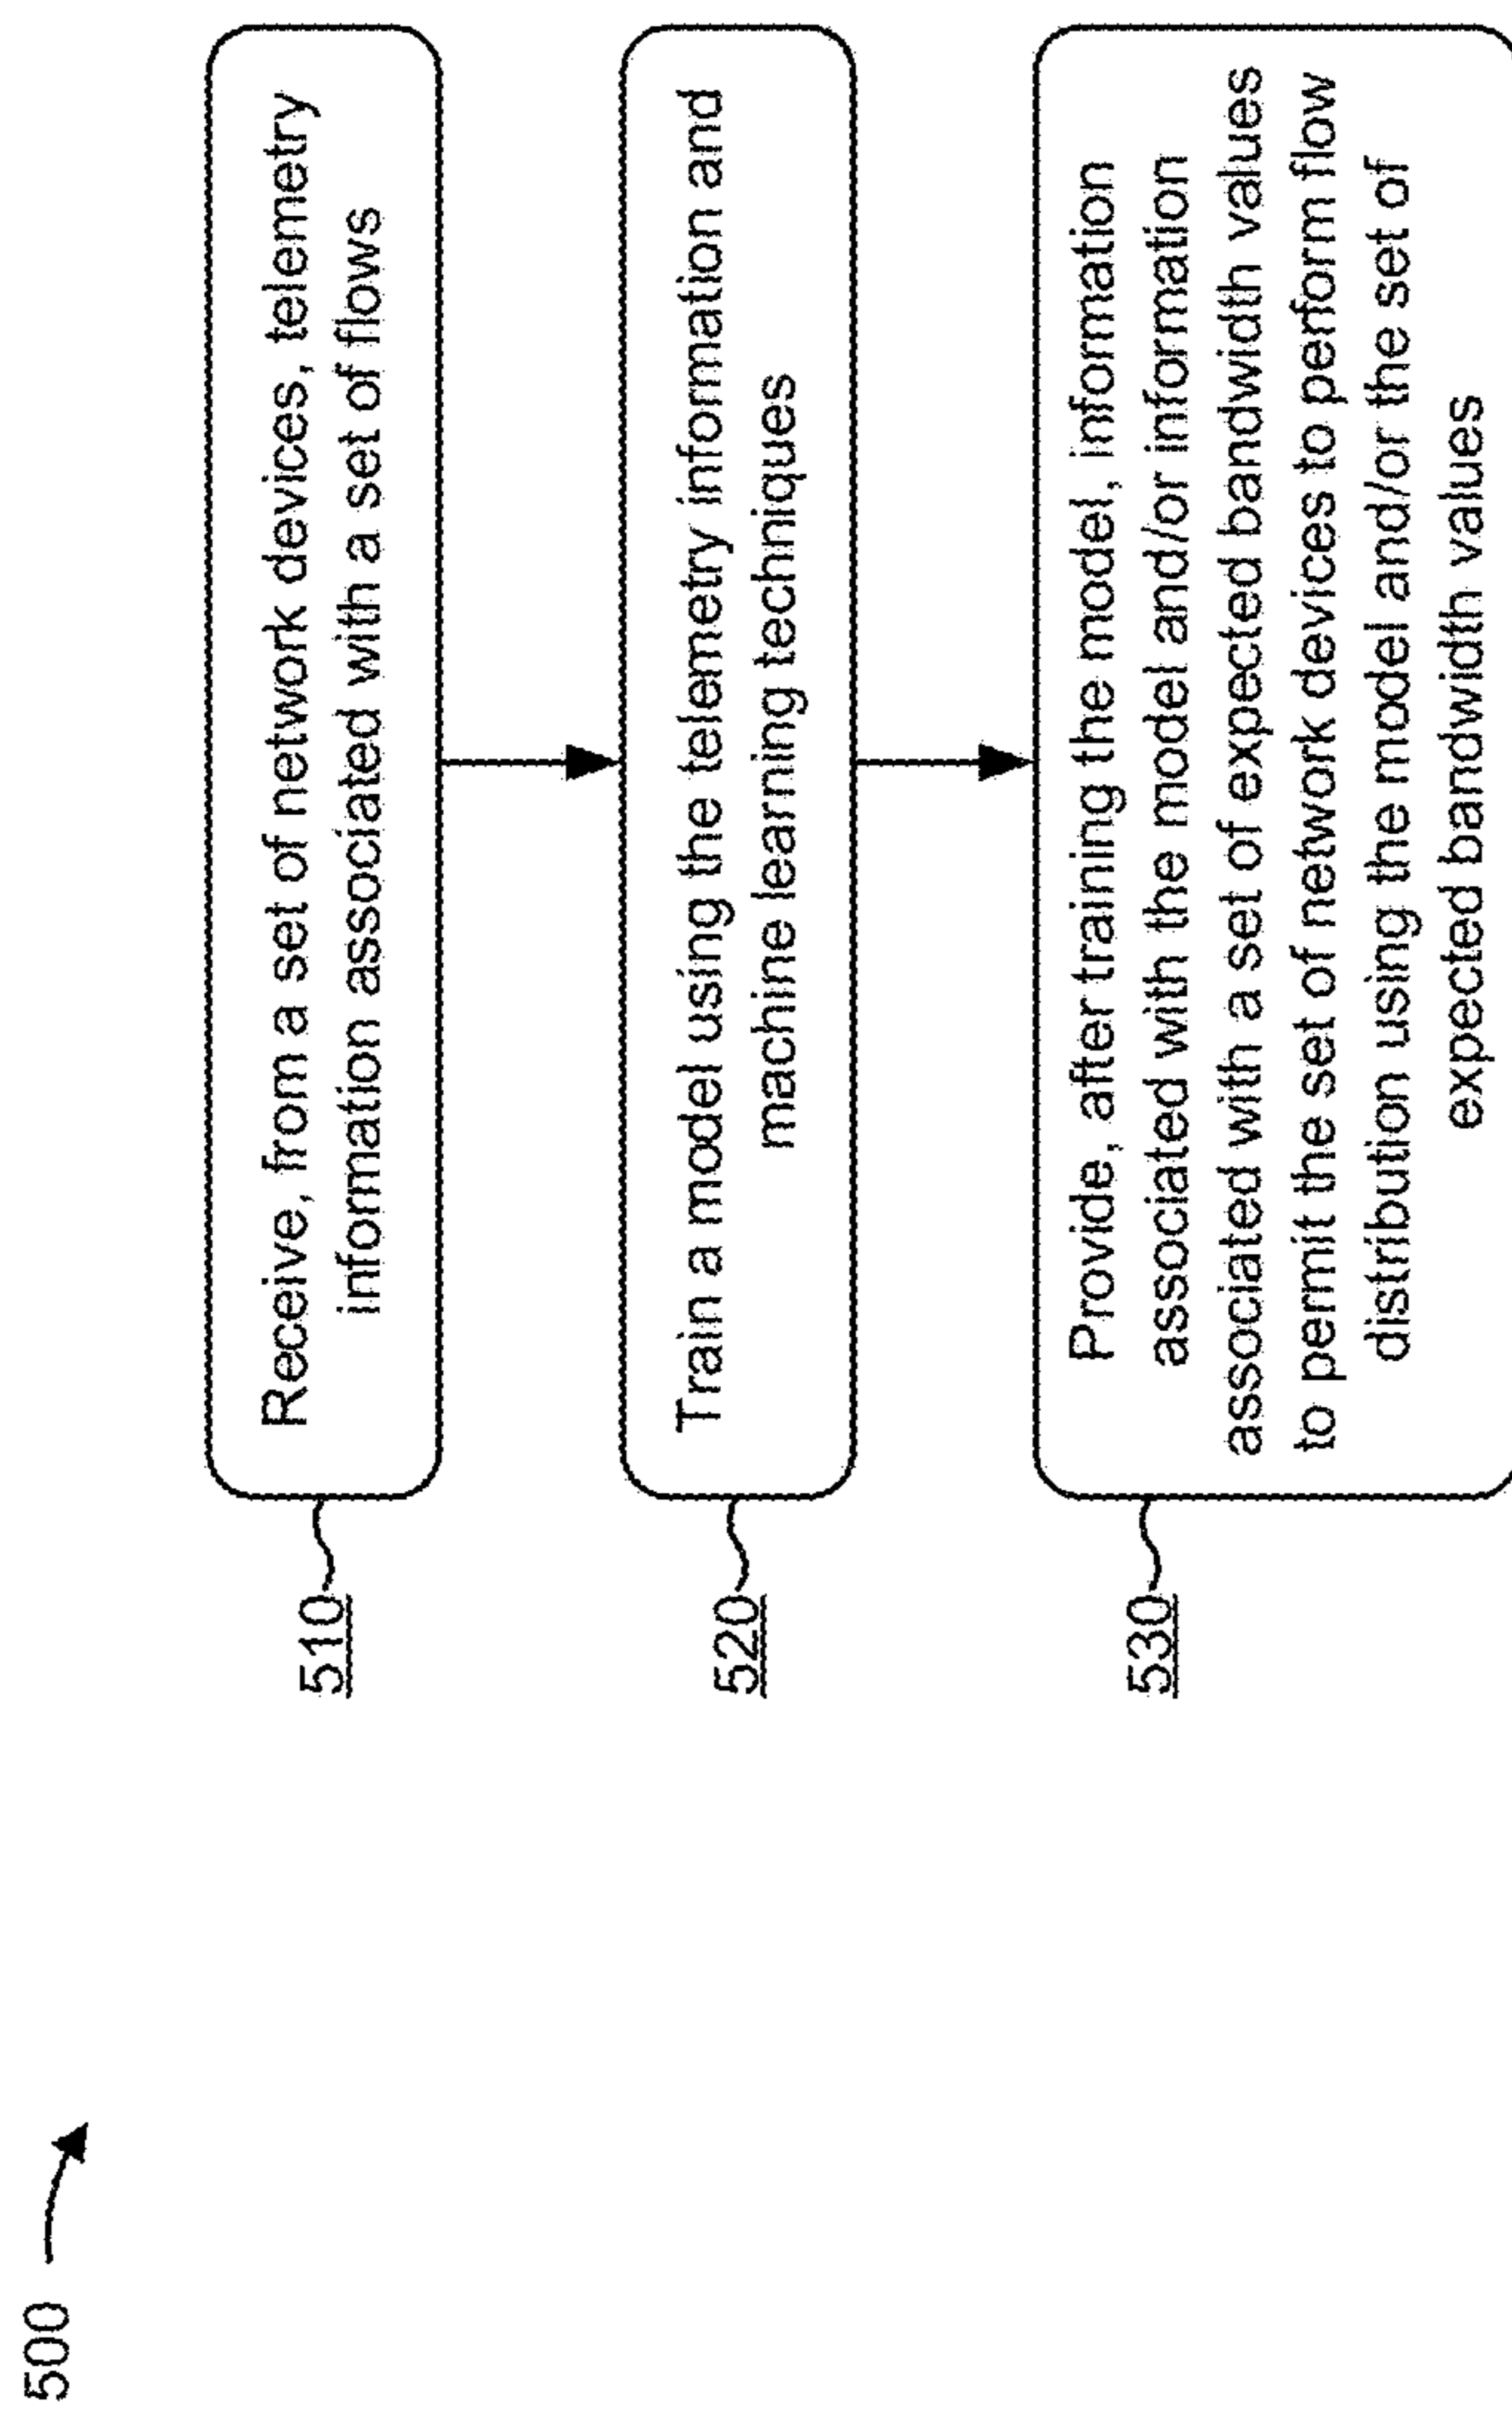 500
510
Receive, from a set of network devices, telemetry
information associated with a set of flows
520
Train a model using the telemetry information and
machine learning techniques
530
Provide, after training the model, information
associated with the model and/or information
associated with a set of expected bandwidth values
to permit the set of network devices to perform flow
distribution using the model and/or the set of
expected bandwidth values